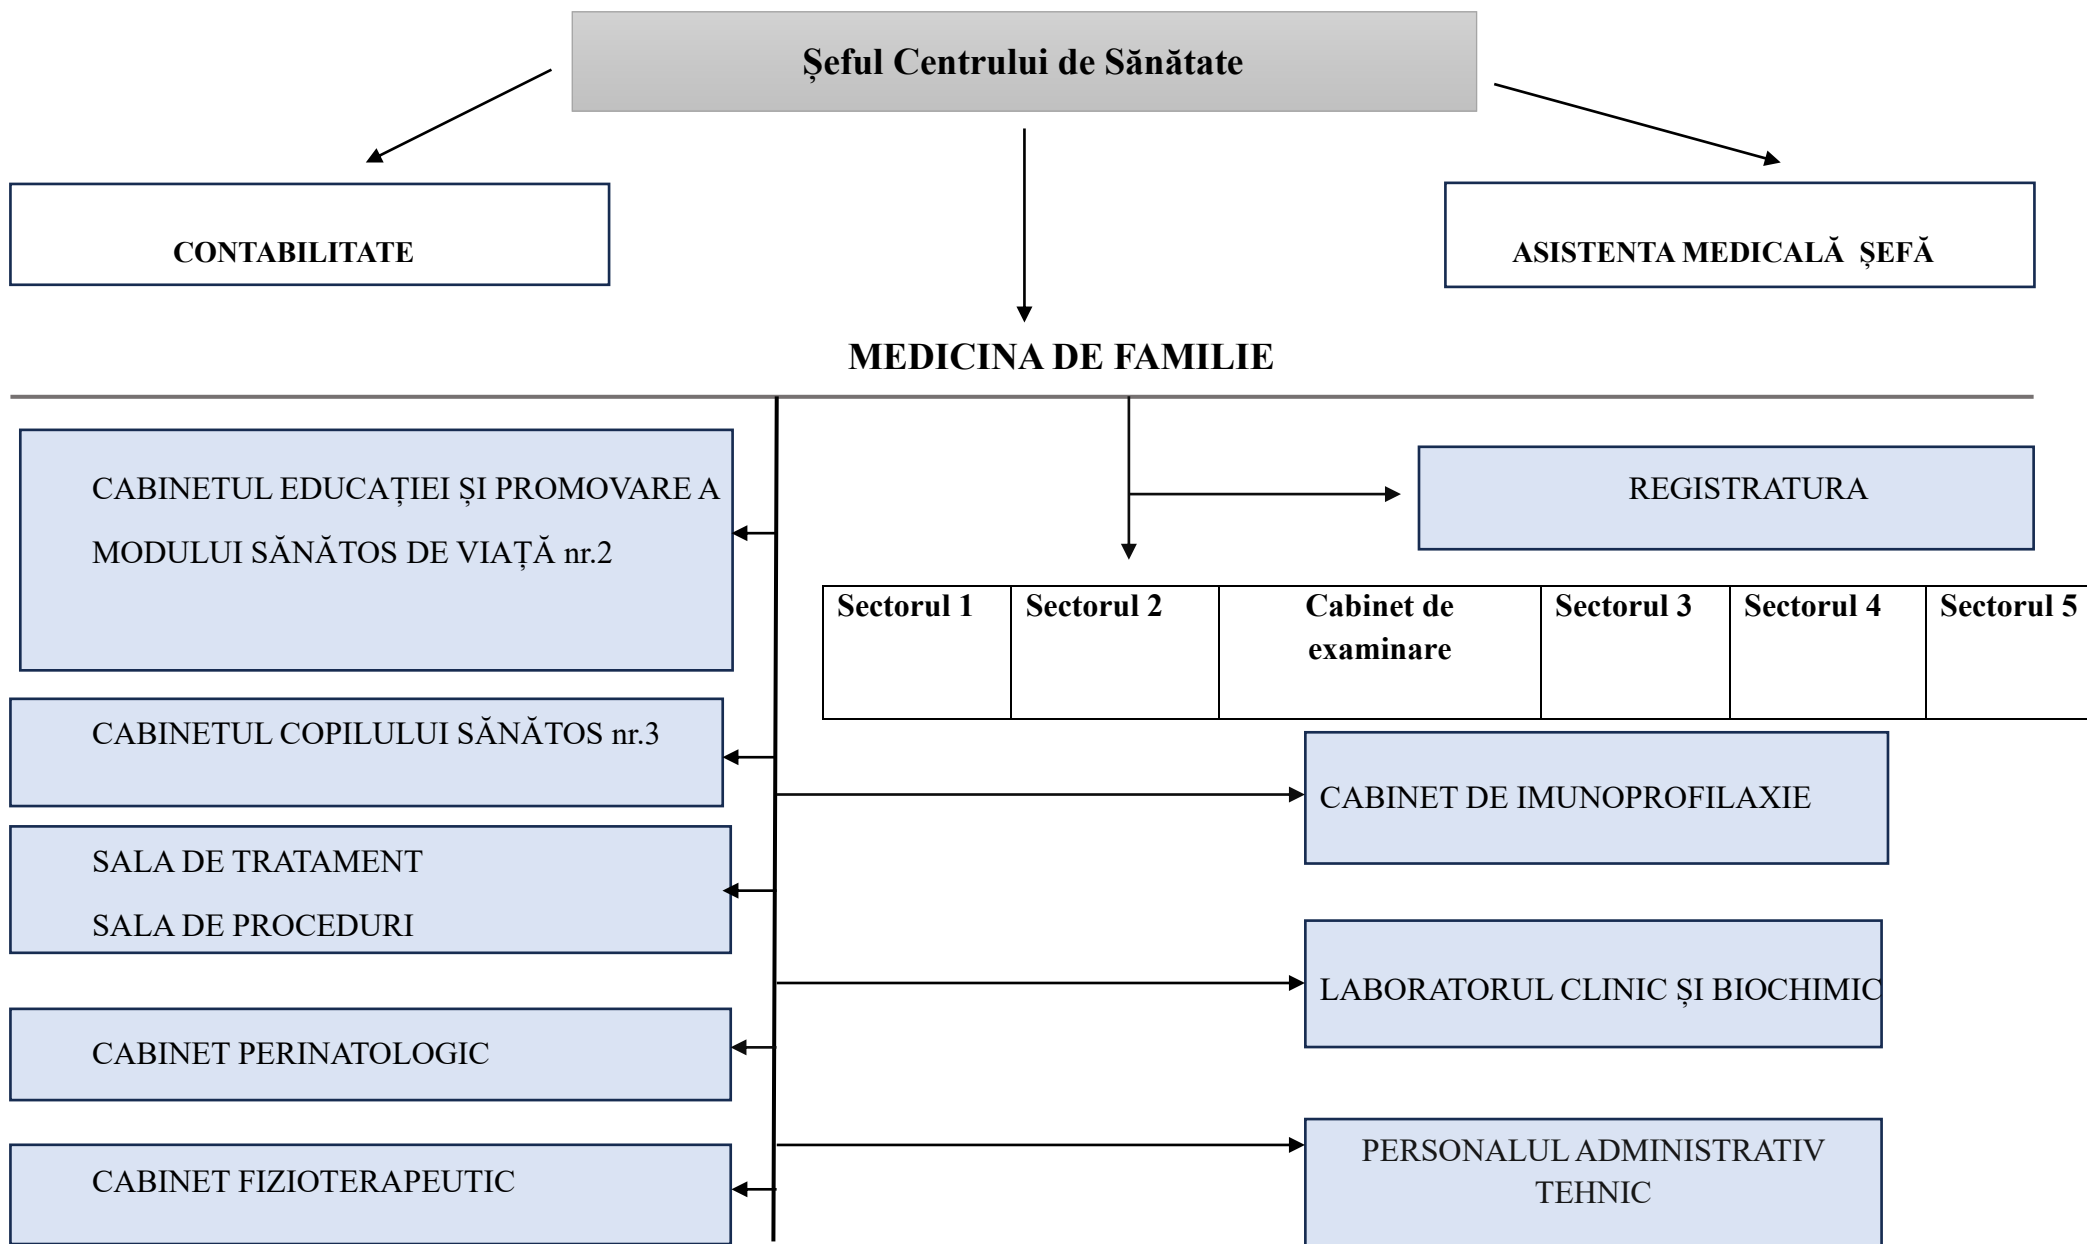 Șeful Centrului de Sănătate
CONTABILITATE
ASISTENTA MEDICALĂ ȘEFĂ
MEDICINA DE FAMILIE
CABINETUL EDUCAȚIEI ȘI PROMOVARE A
MODULUI SĂNĂTOS DE VIAȚĂ nr.2
REGISTRATURA
Sectorul 1
Sectorul 2
Cabinet de
examinare
Sectorul 3
Sectorul 4
Sectorul 5
CABINETUL COPILULUI SĂNĂTOS nr.3
CABINET DE IMUNOPROFILAXIE
SALA DE TRATAMENT
SALA DE PROCEDURI
LABORATORUL CLINIC ȘI BIOCHIMIC
CABINET PERINATOLOGIC
PERSONALUL ADMINISTRATIV
TEHNIC
CABINET FIZIOTERAPEUTIC